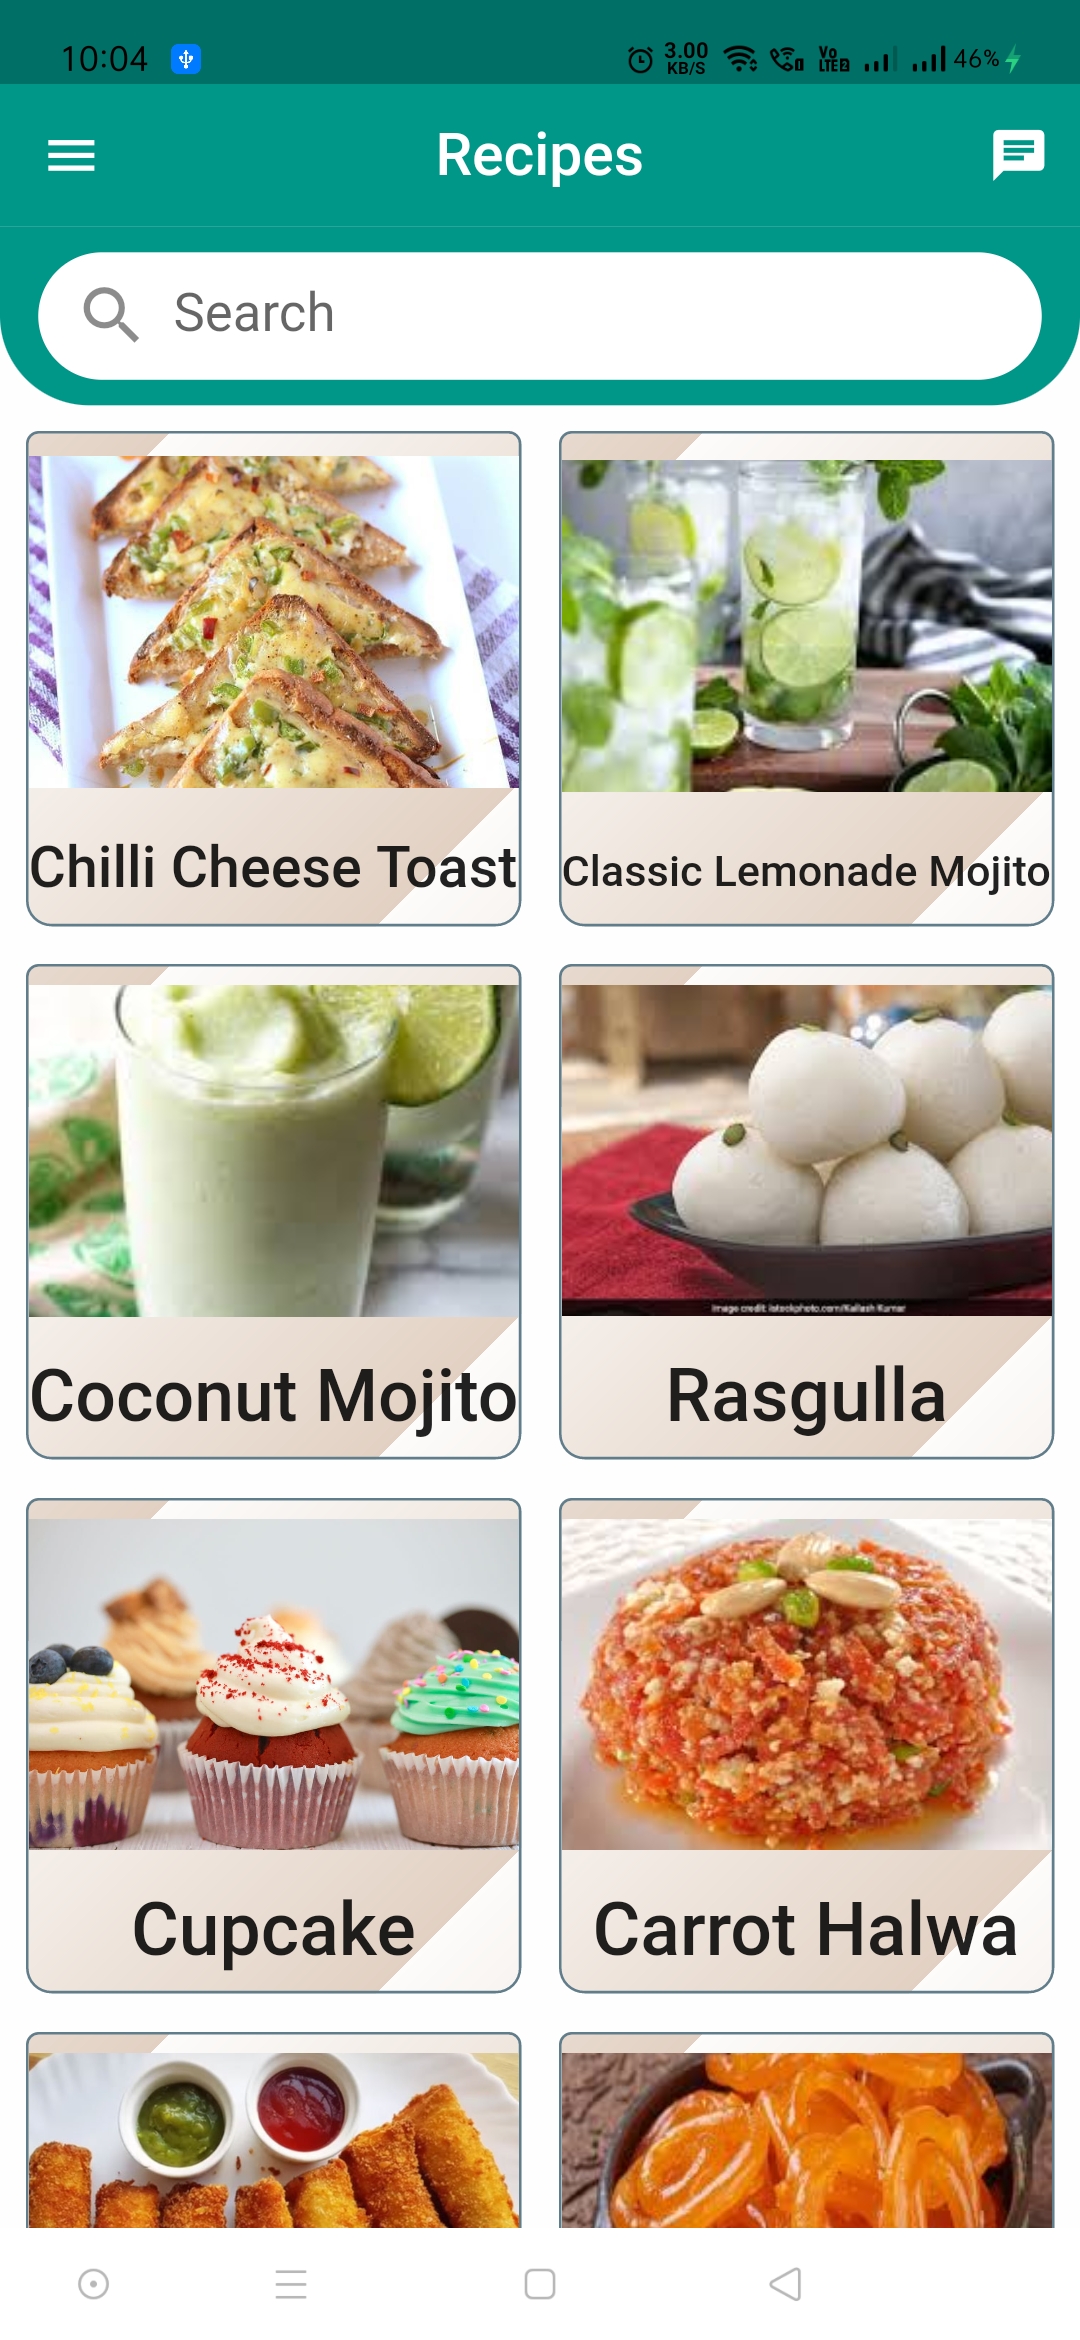 10:04 3.00 KB/S Vo LTE2 46%
Recipes
Search
Chilli Cheese Toast
Classic Lemonade Mojito
Coconut Mojito
Image credit: istockphoto.com/Kailash Kumar
Rasgulla
Cupcake
Carrot Halwa